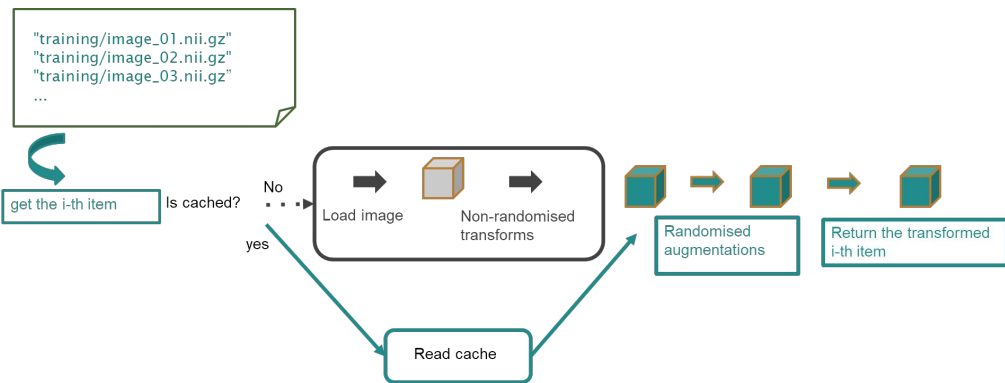 "training/image_01.nii.gz"
"training/image_02.nii.gz"
"training/image_03.nii.gz”
...
get the i-th item
Is cached?
No
yes
Load image
Non-randomised
transforms
Read cache
Randomised
augmentations
Return the transformed
i-th item